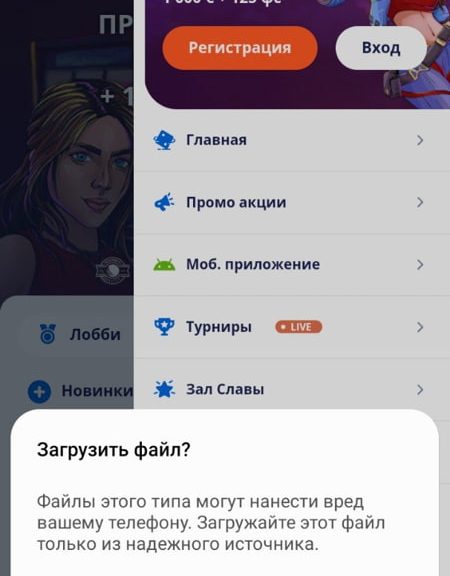 ПР
+ 1
Регистрация
Вход
Главная
Промо акции
Моб. приложение
Турниры
• LIVE
Лобби
Зал Славы
Новинки
Загрузить файл?
Файлы этого типа могут нанести вред
вашему телефону. Загружайте этот файл
только из надежного источника.